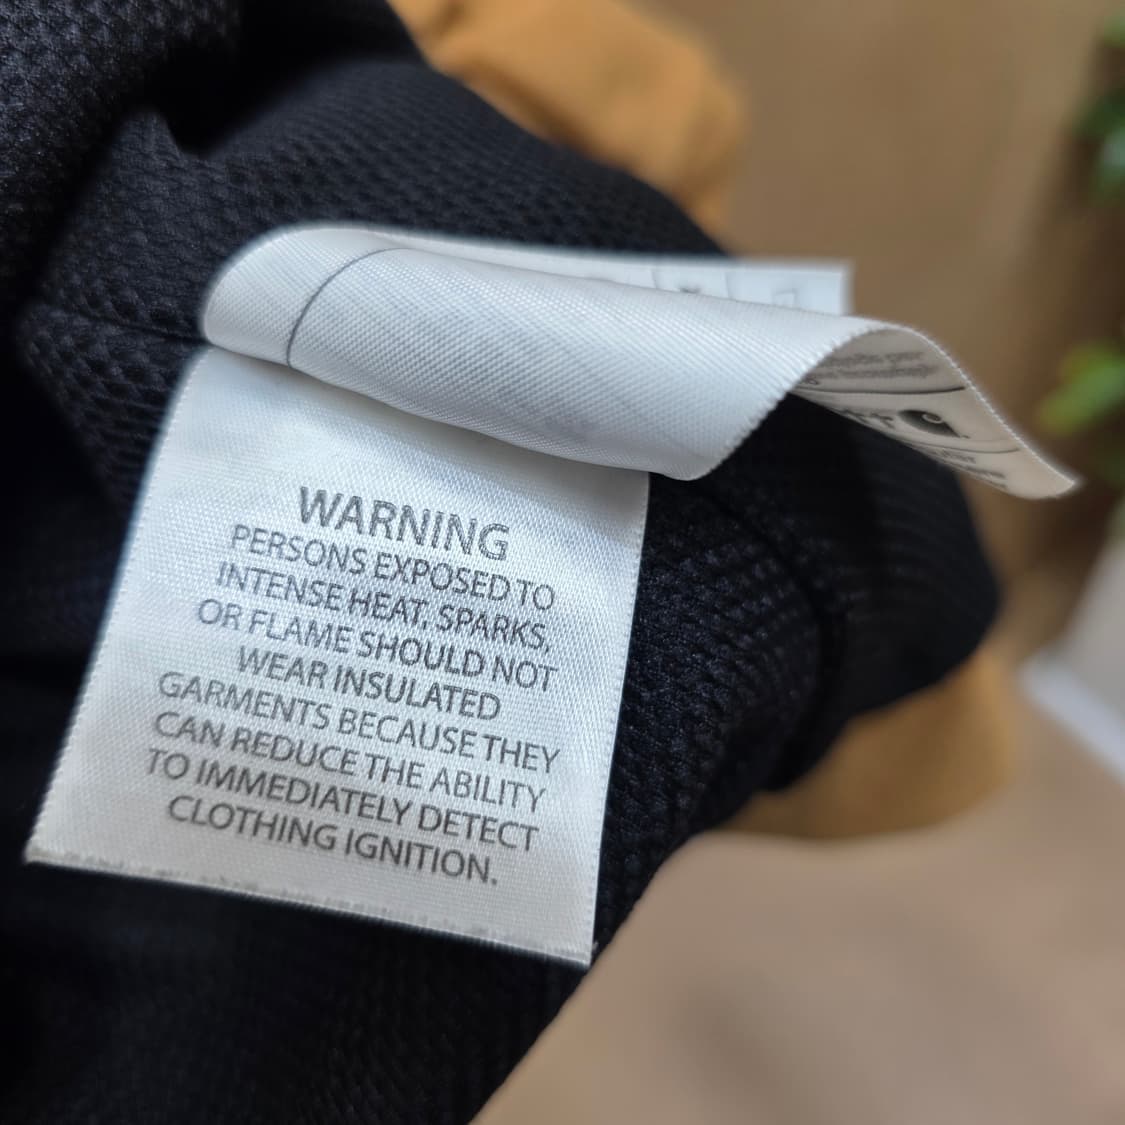 WARNING
PERSONS EXPOSED TO
INTENSE HEAT, SPARKS,
OR FLAME SHOULD NOT
WEAR INSULATED
GARMENTS BECAUSE THEY
CAN REDUCE THE ABILITY
TO IMMEDIATELY DETECT
CLOTHING IGNITION.